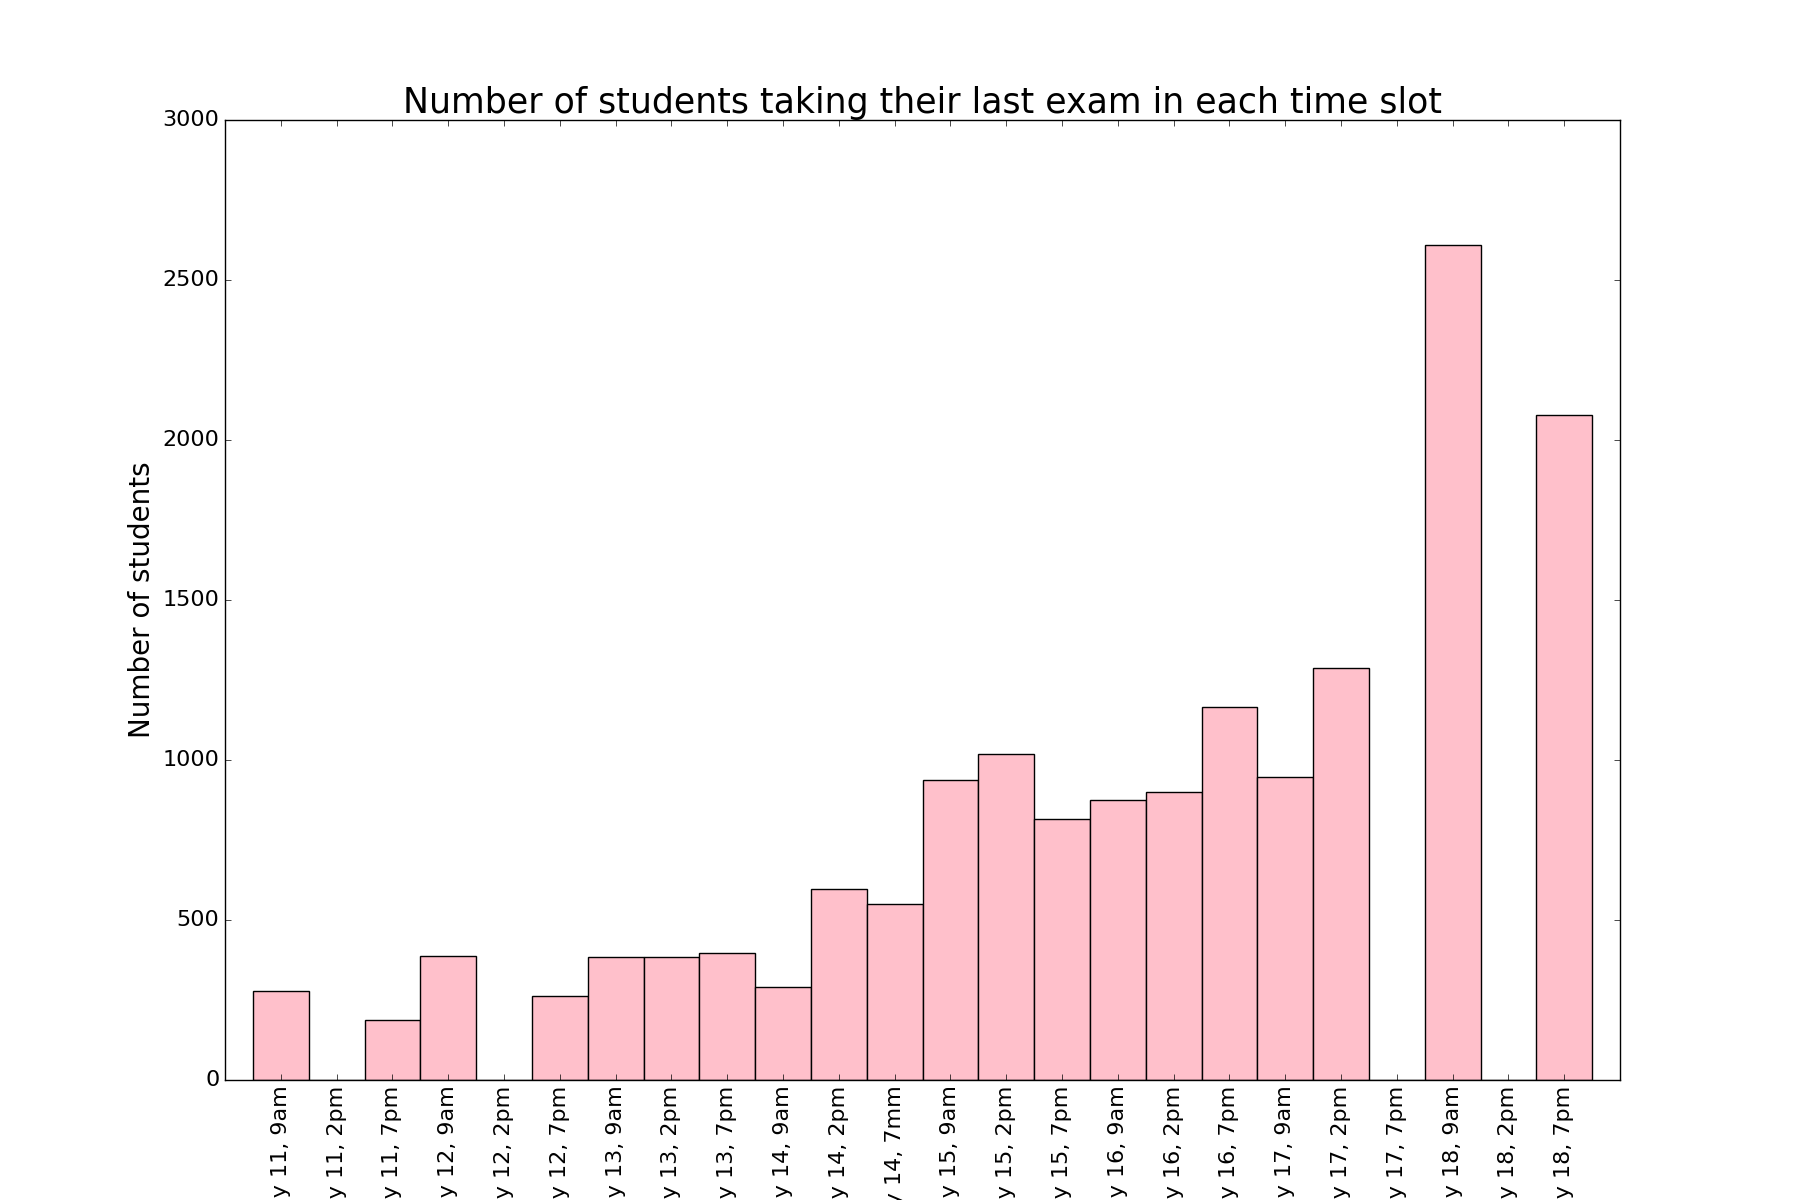 Number of students taking their last exam in each time slot
Number of students
3000
2500
2000
1500
1000
500
0
y 11, 9am
y 11, 2pm
y 11, 7pm
y 12, 9am
y 12, 2pm
y 12, 7pm
y 13, 9am
y 13, 2pm
y 13, 7pm
y 14, 9am
y 14, 2pm
y 14, 7mm
y 15, 9am
y 15, 2pm
y 15, 7pm
y 16, 9am
y 16, 2pm
y 16, 7pm
y 17, 9am
y 17, 2pm
y 17, 7pm
y 18, 9am
y 18, 2pm
y 18, 7pm